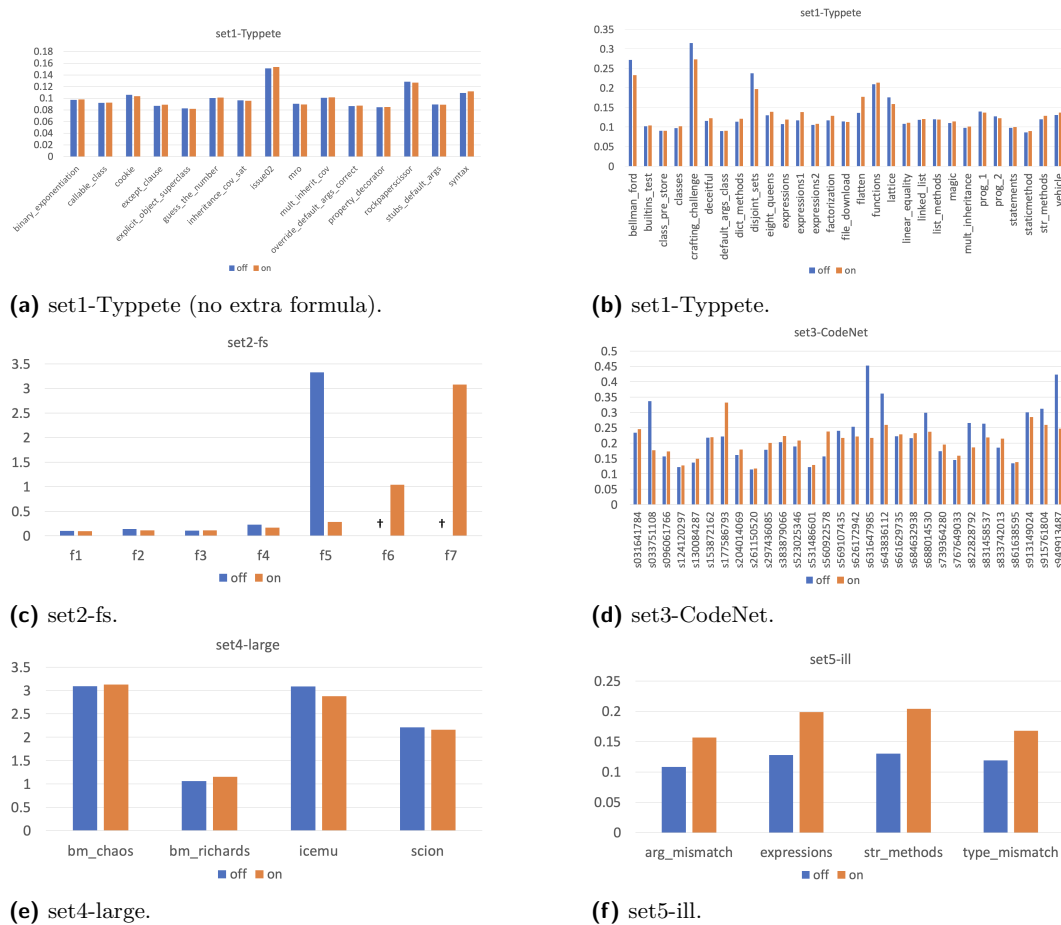 set1-Typpete
0.18
0.16
0.14
0.12
0.1
0.08
0.06
0.04
0.02
0
binary_exponentiation
callable_class
cookie
except_clause
explicit_object_superclass
guess_the_number
inheritance_cov_sat
issue02
mro
mult_inherit_cov
override_default_args_correct
property_decorator
rockpaperscissor
stubs_default_args
syntax
off on
(a) set1-Typpete (no extra formula).
set1-Typpete
0.35
0.3
0.25
0.2
0.15
0.1
0.05
0
bellman_ford
builtins_test
class_pre_store
classes
crafting_challenge
deceitful
default_args_class
dict_methods
disjoint_sets
eight_queens
expressions
expressions1
expressions2
factorization
file_download
flatten
functions
lattice
linear_equality
linked_list
list_methods
magic
mult_inheritance
prog_1
prog_2
statements
staticmethod
str_methods
vehicle
off on
(b) set1-Typpete.
set2-fs
3.5
3
2.5
2
1.5
1
0.5
0
† †
f1 f2 f3 f4 f5 f6 f7
off on
(c) set2-fs.
set3-CodeNet
0.5
0.45
0.4
0.35
0.3
0.25
0.2
0.15
0.1
0.05
0
s031641784
s033751108
s096061766
s124120297
s130084287
s153872162
s177586793
s204014069
s261150520
s297430085
s383879066
s523025346
s531486601
s560922578
s569107435
s626172942
s631647985
s643836112
s661629735
s684632938
s688014530
s739364280
s767649033
s822828792
s831458537
s833742013
s861638595
s913149024
s915761804
s949913487
off on
(d) set3-CodeNet.
set4-large
3.5
3
2.5
2
1.5
1
0.5
0
bm_chaos bm_richards icemu scion
off on
(e) set4-large.
set5-ill
0.25
0.2
0.15
0.1
0.05
0
arg_mismatch expressions str_methods type_mismatch
off on
(f) set5-ill.